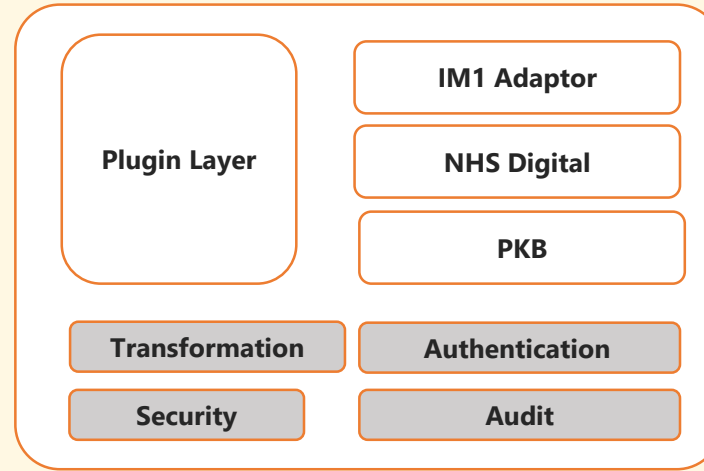 Plugin Layer
IM1 Adaptor
NHS Digital
PKB
Transformation
Authentication
Security
Audit